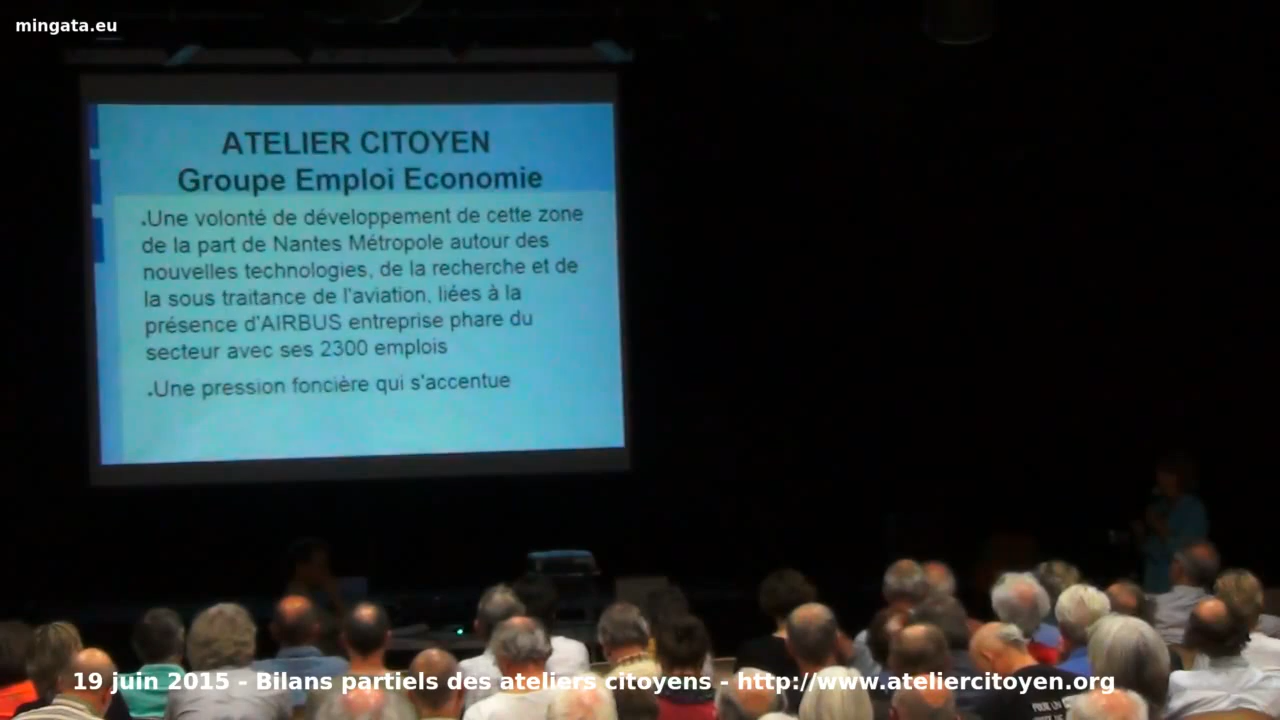 mingata.eu
ATELIER CITOYEN
Groupe Emploi Economie
.Une volonté de développement de cette zone
de la part de Nantes Métropole autour des
nouvelles technologies, de la recherche et de
la sous traitance de l'aviation, liées à la
présence d'AIRBUS entreprise phare du
secteur avec ses 2300 emplois
.Une pression foncière qui s'accentue
19 juin 2015 - Bilans partiels des ateliers citoyens - http://www.ateliercitoyen.org
POUR UN